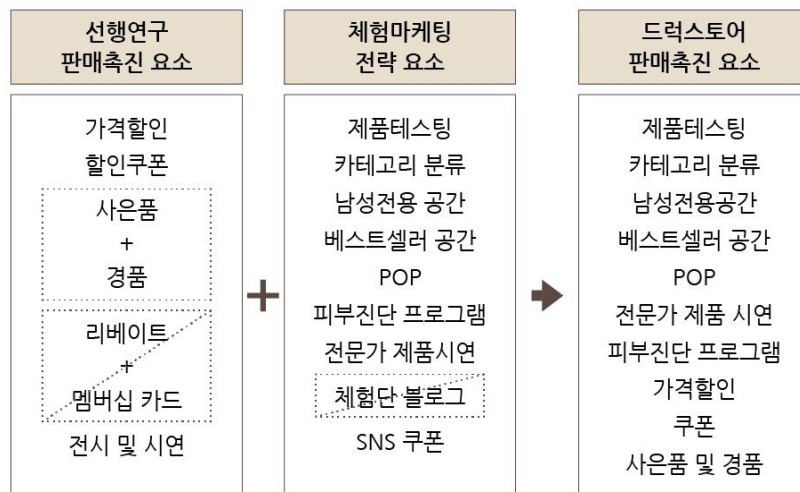 선행연구
판매촉진 요소
가격할인
할인쿠폰
사은품
+
경품
리베이트
+
멤버십 카드
전시 및 시연
+
체험마케팅
전략 요소
제품테스팅
카테고리 분류
남성전용 공간
베스트셀러 공간
POP
피부진단 프로그램
전문가 제품시연
체험단 블로그
SNS 쿠폰
드럭스토어
판매촉진 요소
제품테스팅
카테고리 분류
남성전용공간
베스트셀러 공간
POP
전문가 제품 시연
피부진단 프로그램
가격할인
쿠폰
사은품 및 경품